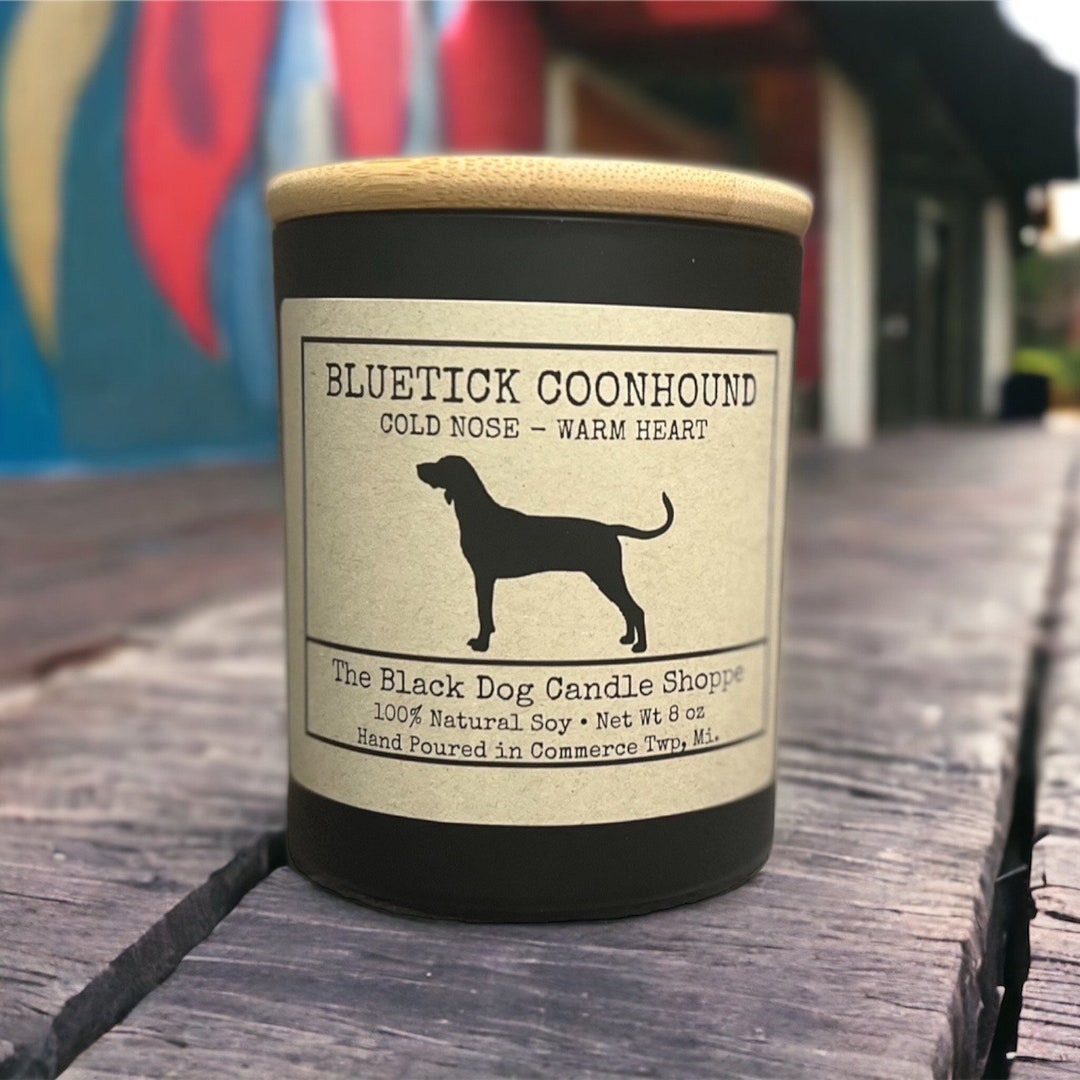 BLUETICK COONHOUND
COLD NOSE – WARM HEART
The Black Dog Candle Shoppe
100% Natural Soy • Net Wt 8 oz
Hand Poured in Commerce Twp, Mi.